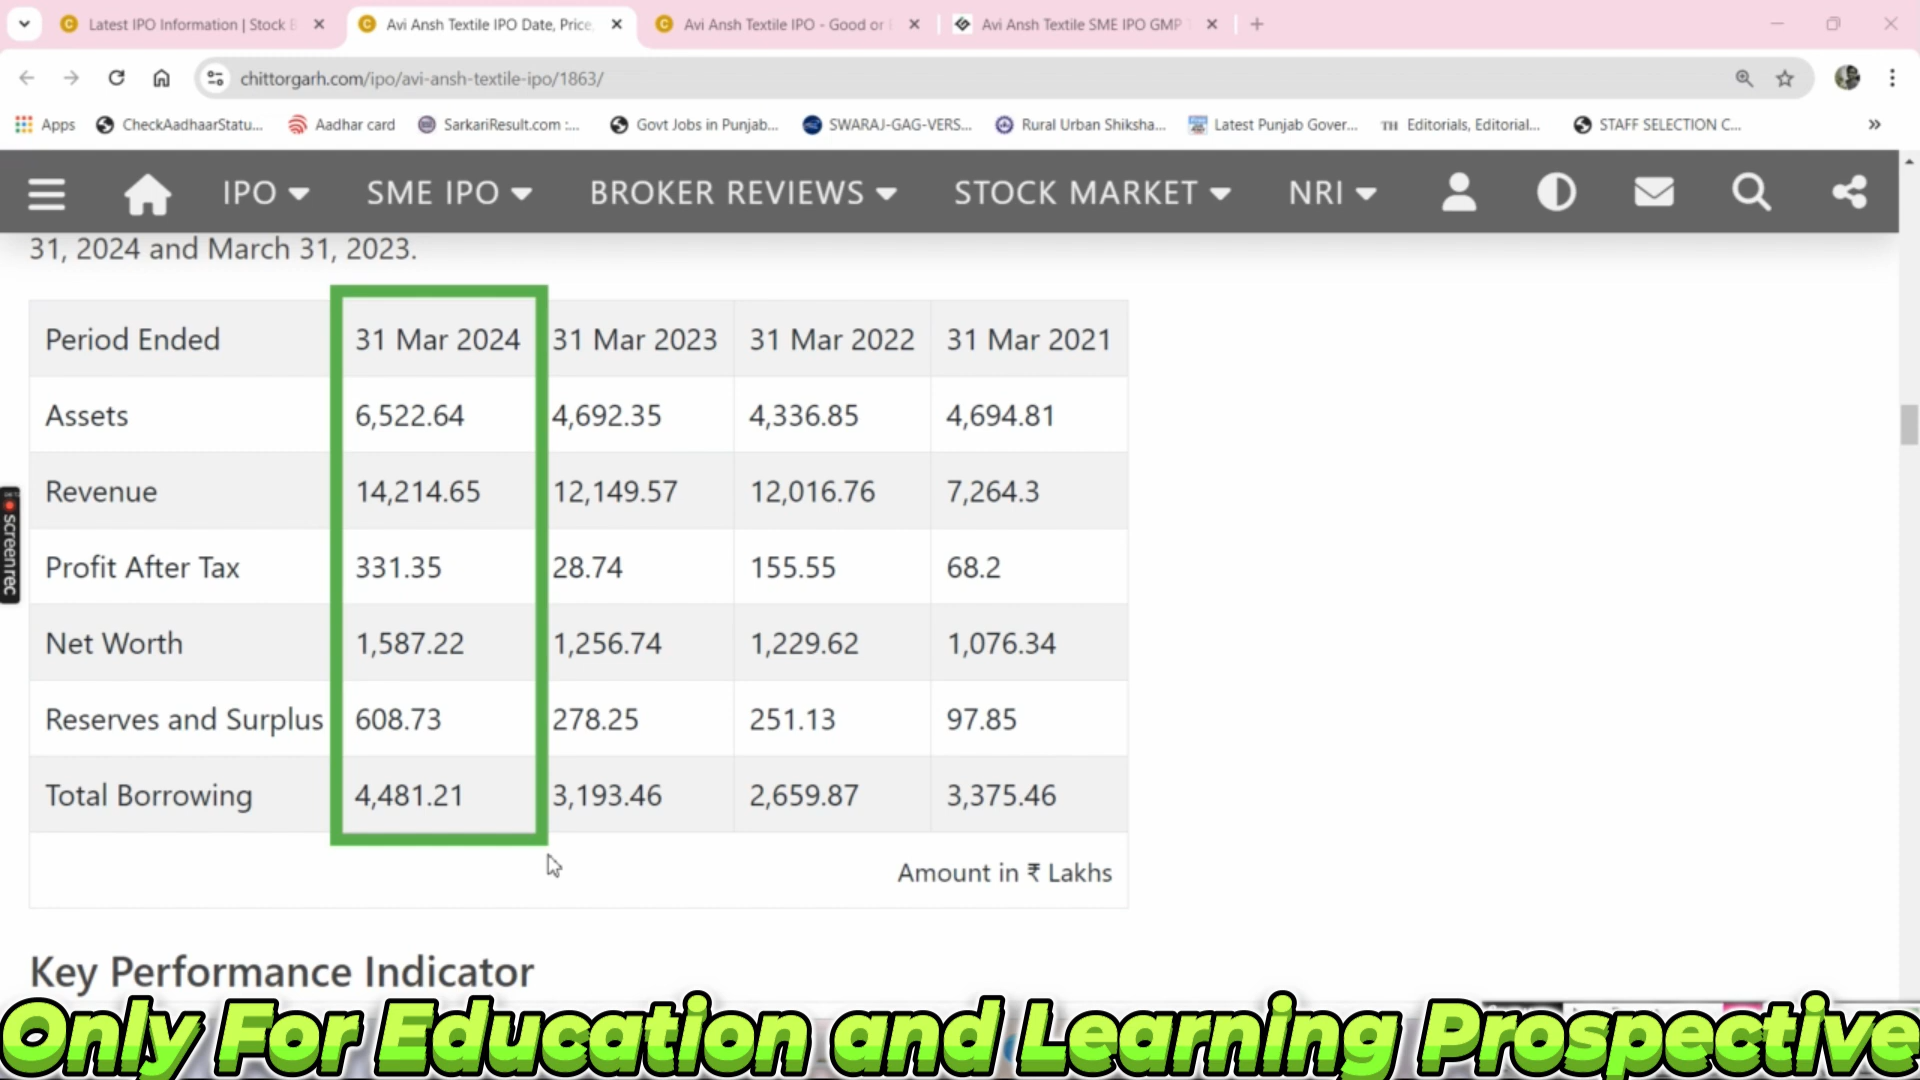 Latest IPO Information | Stock B
Avi Ansh Textile IPO Date, Price,
Avi Ansh Textile IPO - Good or
Avi Ansh Textile SME IPO GMP
chittorgarh.com/ipo/avi-ansh-textile-ipo/1863/
Apps
CheckAadhaarStatu...
Aadhar card
SarkariResult.com :...
Govt Jobs in Punjab...
SWARAJ-GAG-VERS...
Rural Urban Shiksha...
Latest Punjab Gover...
TH Editorials, Editorial...
STAFF SELECTION C...
IPO SME IPO BROKER REVIEWS STOCK MARKET NRI
31, 2024 and March 31, 2023.
Period Ended 31 Mar 2024 31 Mar 2023 31 Mar 2022 31 Mar 2021
Assets 6,522.64 4,692.35 4,336.85 4,694.81
Revenue 14,214.65 12,149.57 12,016.76 7,264.3
Profit After Tax 331.35 28.74 155.55 68.2
Net Worth 1,587.22 1,256.74 1,229.62 1,076.34
Reserves and Surplus 608.73 278.25 251.13 97.85
Total Borrowing 4,481.21 3,193.46 2,659.87 3,375.46
Amount in ₹ Lakhs
screenrec
Key Performance Indicator
Only For Education and Learning Prospective